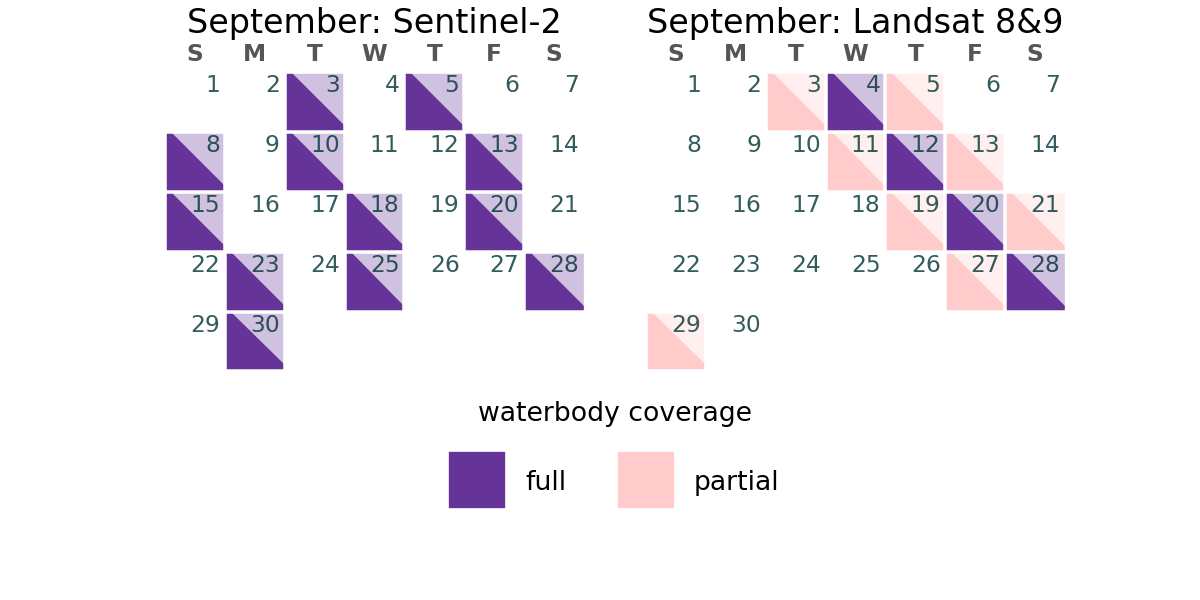 September: Sentinel-2
S M T W T F S
1 2 3 4 5 6 7
8 9 10 11 12 13 14
15 16 17 18 19 20 21
22 23 24 25 26 27 28
29 30
September: Landsat 8&9
S M T W T F S
1 2 3 4 5 6 7
8 9 10 11 12 13 14
15 16 17 18 19 20 21
22 23 24 25 26 27 28
29 30
waterbody coverage
full partial